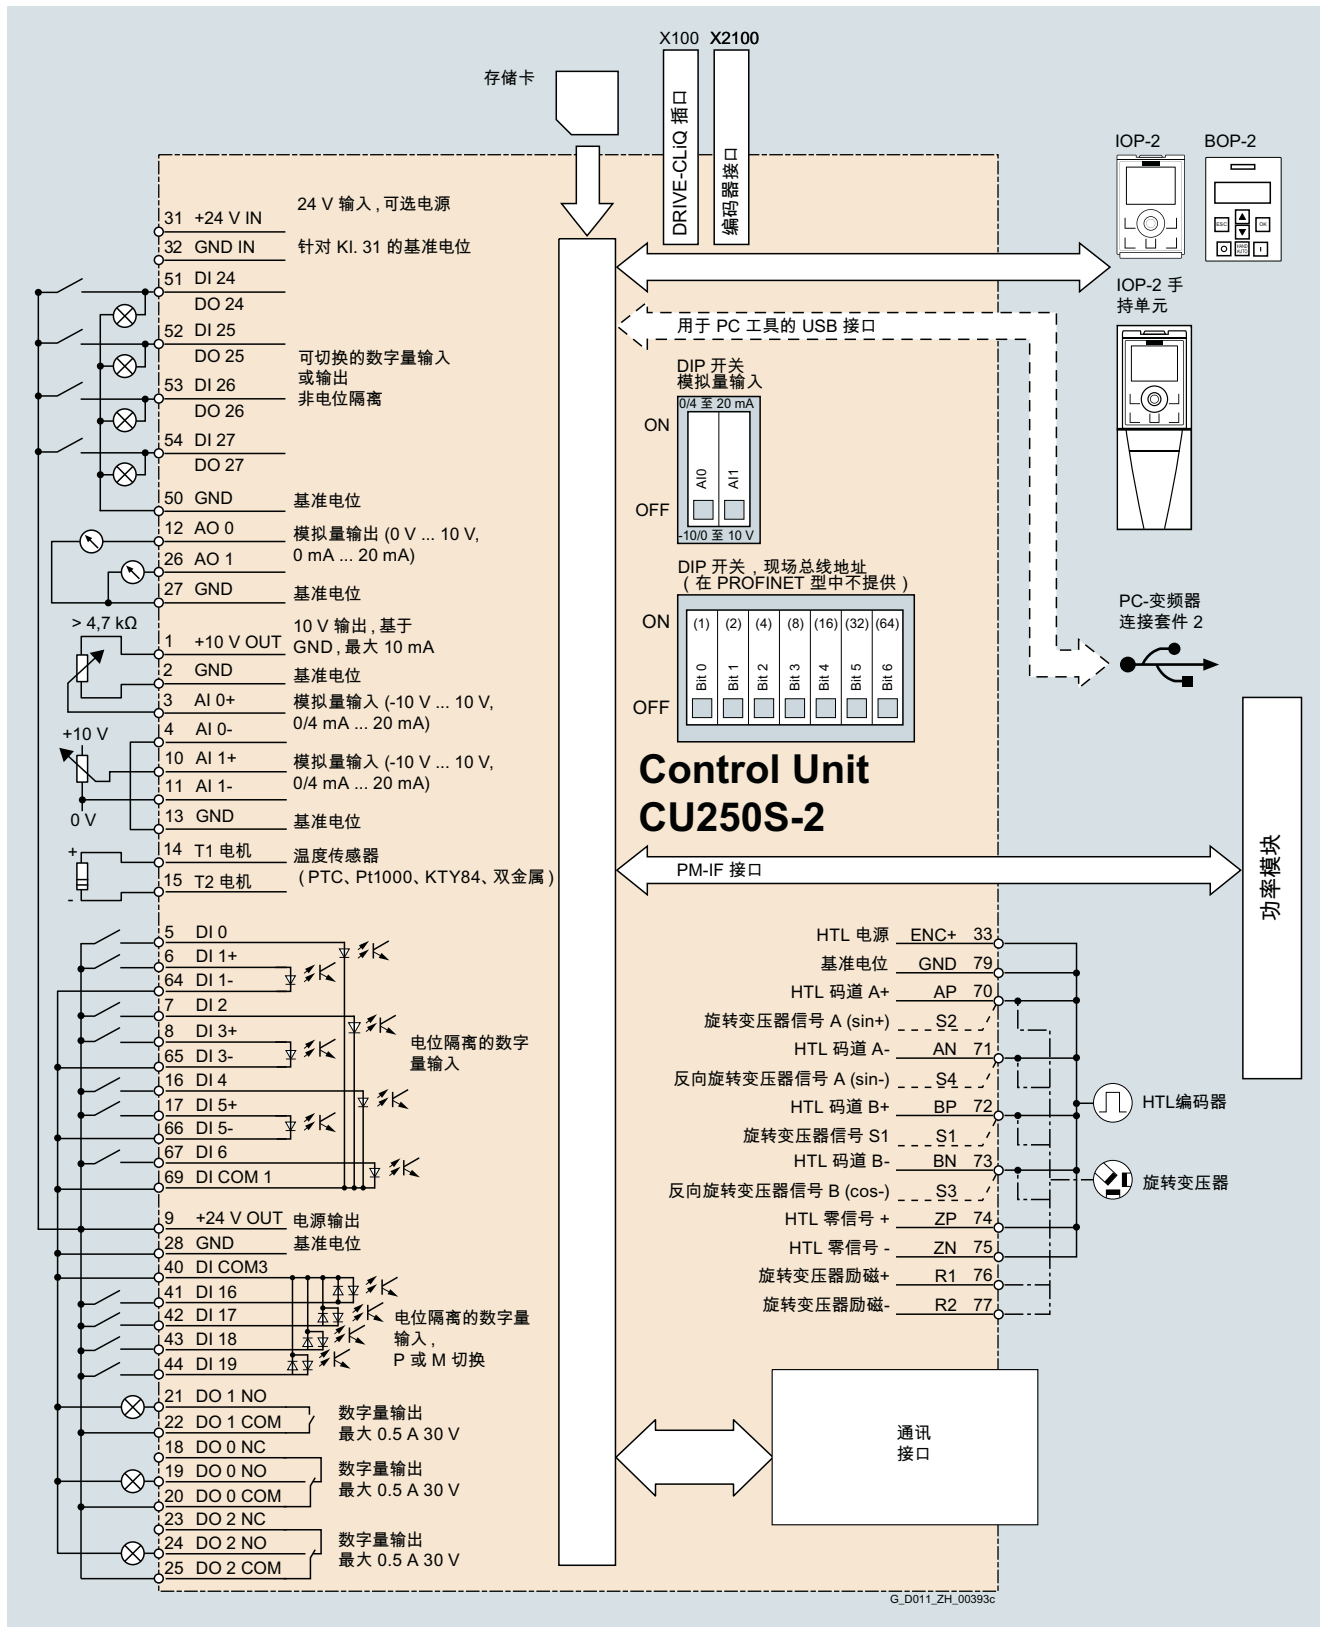 X100 X2100
存储卡
DRIVE-CLiQ 插口
编码器接口
IOP-2
BOP-2
ESC
OK
HAND
AUTO
IOP-2 手
持单元
31 +24 V IN
24 V 输入 , 可选电源
32 GND IN
针对 KI. 31 的基准电位
51 DI 24
DO 24
52 DI 25
DO 25
53 DI 26
DO 26
54 DI 27
DO 27
可切换的数字量输入
或输出
非电位隔离
50 GND
基准电位
12 AO 0
模拟量输出 (0 V ... 10 V,
0 mA ... 20 mA)
26 AO 1
27 GND
基准电位
> 4,7 kΩ
1 +10 V OUT
10 V 输出 , 基于
GND , 最大 10 mA
2 GND
基准电位
3 AI 0+
模拟量输入 (-10 V ... 10 V,
0/4 mA ... 20 mA)
4 AI 0-
+10 V
10 AI 1+
模拟量输入 (-10 V ... 10 V,
0/4 mA ... 20 mA)
11 AI 1-
0 V
13 GND
基准电位
+
14 T1 电机
温度传感器
( PTC、Pt1000、KTY84、双金属 )
15 T2 电机
-
5 DI 0
6 DI 1+
64 DI 1-
7 DI 2
8 DI 3+
65 DI 3-
16 DI 4
17 DI 5+
66 DI 5-
67 DI 6
69 DI COM 1
电位隔离的数字
量输入
9 +24 V OUT 电源输出
28 GND 基准电位
40 DI COM3
41 DI 16
42 DI 17
43 DI 18
44 DI 19
电位隔离的数字量
输入 ,
P 或 M 切换
21 DO 1 NO
22 DO 1 COM
数字量输出
最大 0.5 A 30 V
18 DO 0 NC
19 DO 0 NO
20 DO 0 COM
数字量输出
最大 0.5 A 30 V
23 DO 2 NC
24 DO 2 NO
25 DO 2 COM
数字量输出
最大 0.5 A 30 V
用于 PC 工具的 USB 接口
DIP 开关
模拟量输入
0/4 至 20 mA
ON
AI0
AI1
OFF
-10/0 至 10 V
DIP 开关 , 现场总线地址
( 在 PROFINET 型中不提供 )
ON
(1) (2) (4) (8) (16) (32) (64)
Bit 0 Bit 1 Bit 2 Bit 3 Bit 4 Bit 5 Bit 6
OFF
PC-变频器
连接套件 2
Control Unit
CU250S-2
PM-IF 接口
功率模块
HTL 电源 ENC+ 33
基准电位 GND 79
HTL 码道 A+ AP 70
旋转变压器信号 A (sin+) S2
HTL 码道 A- AN 71
反向旋转变压器信号 A (sin-) S4
HTL 码道 B+ BP 72
旋转变压器信号 S1 S1
HTL 码道 B- BN 73
反向旋转变压器信号 B (cos-) S3
HTL 零信号 + ZP 74
HTL 零信号 - ZN 75
旋转变压器励磁+ R1 76
旋转变压器励磁- R2 77
HTL编码器
旋转变压器
通讯
接口
G_D011_ZH_00393c